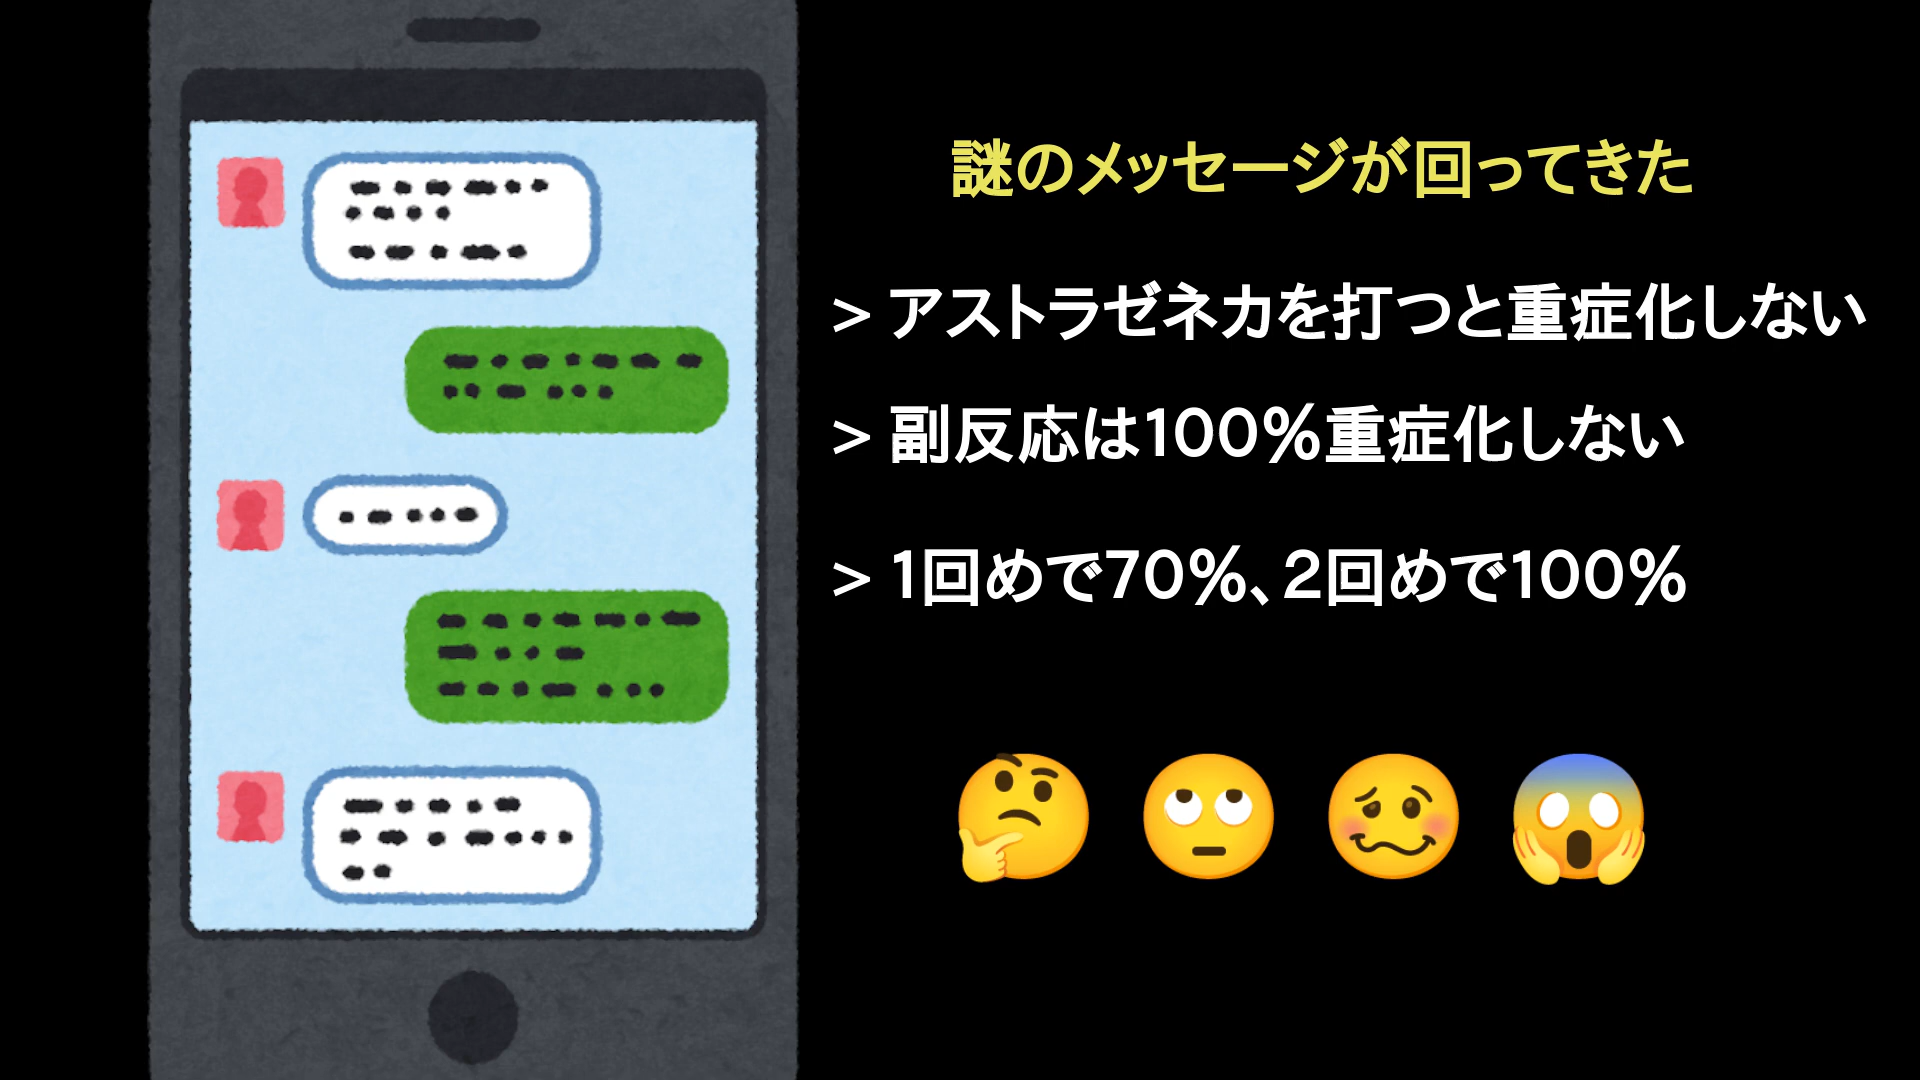 謎のメッセージが回ってきた
> アストラゼネカを打つと重症化しない
> 副反応は100%重症化しない
> 1回めで70%、2回めで100%